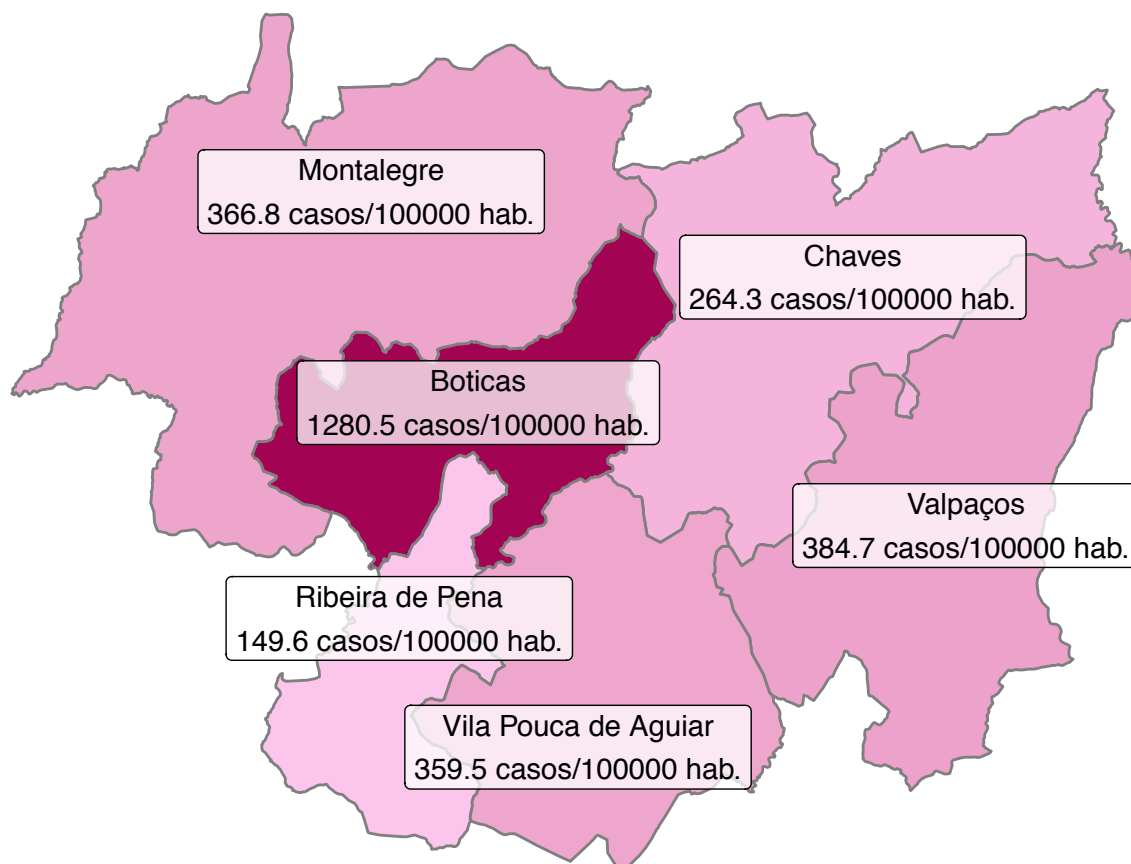 Montalegre
366.8 casos/100000 hab.
Chaves
264.3 casos/100000 hab.
Boticas
1280.5 casos/100000 hab.
Valpaços
384.7 casos/100000 hab.
Ribeira de Pena
149.6 casos/100000 hab.
Vila Pouca de Aguiar
359.5 casos/100000 hab.